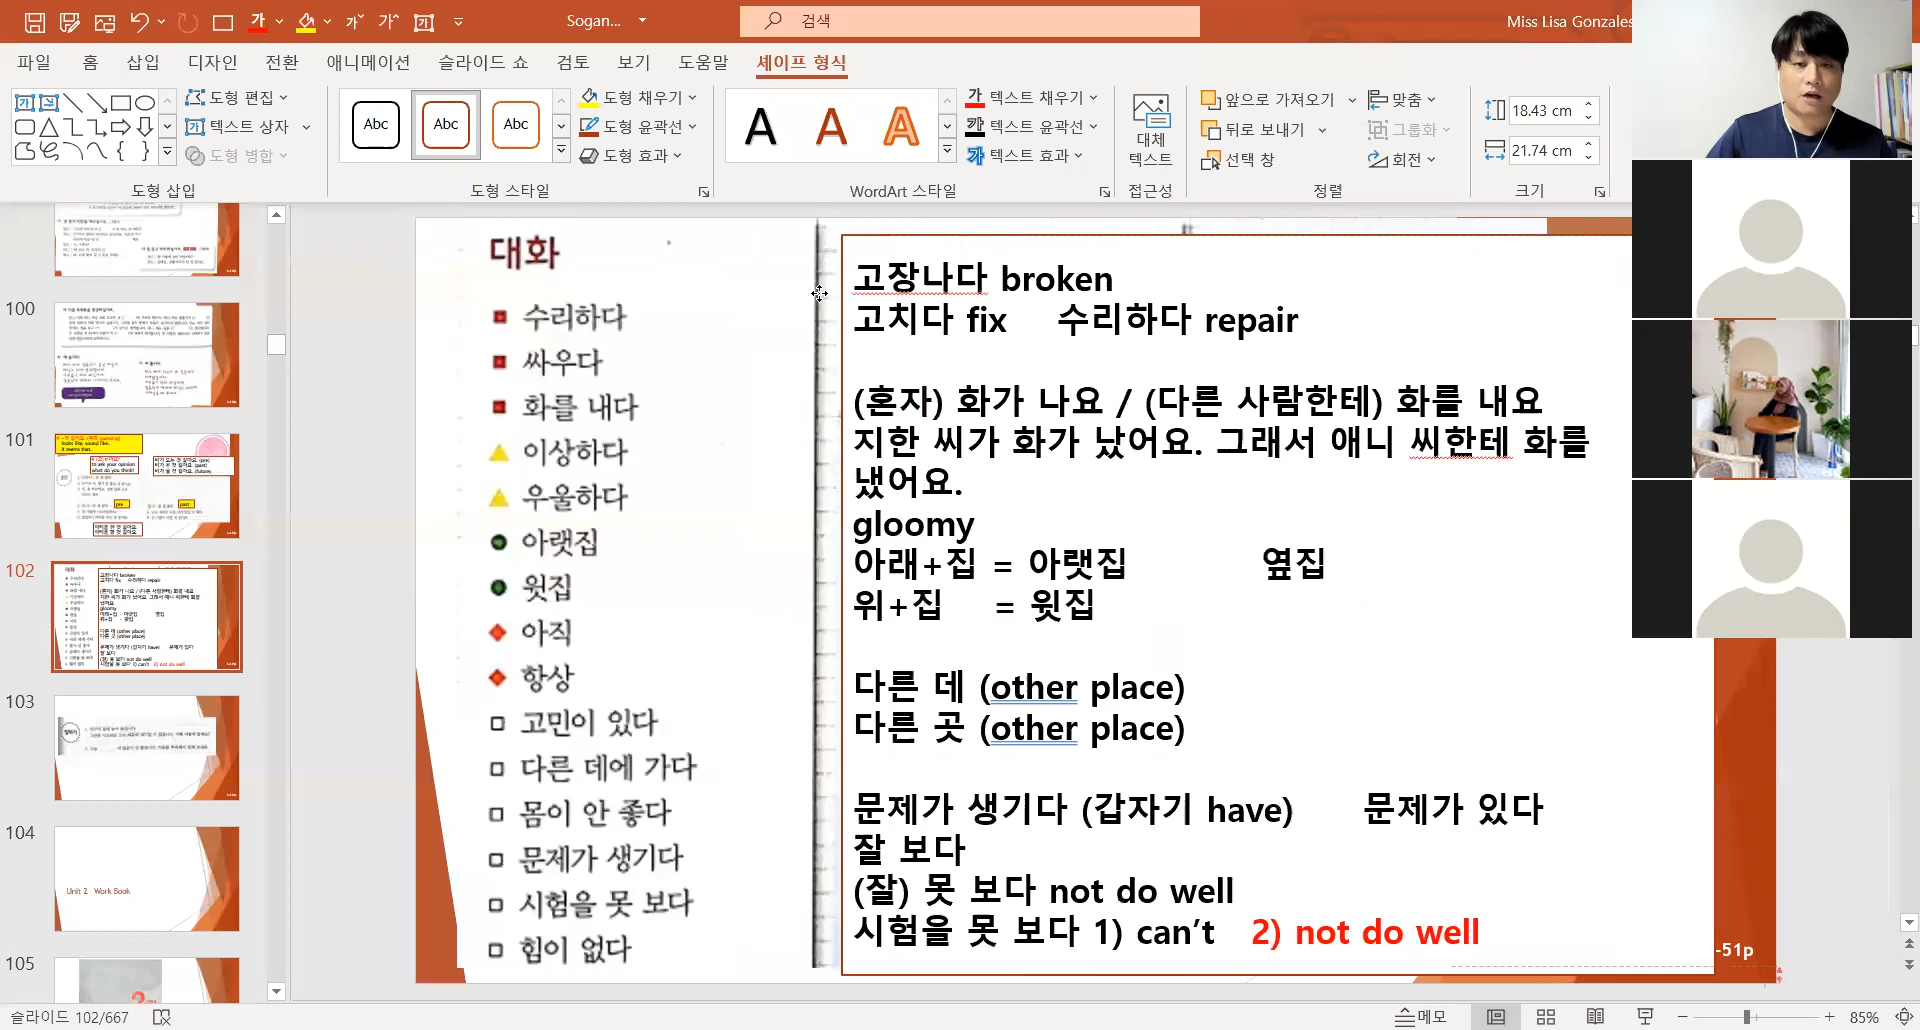 Sogan...
검색
Miss Lisa Gonzales
파일 홈 삽입 디자인 전환 애니메이션 슬라이드 쇼 검토 보기 도움말 셰이프 형식
도형 편집
텍스트 상자
도형 병합
도형 삽입
Abc Abc Abc
도형 채우기
도형 윤곽선
도형 효과
도형 스타일
A A A
텍스트 채우기
텍스트 윤곽선
텍스트 효과
WordArt 스타일
대체
텍스트
접근성
앞으로 가져오기
뒤로 보내기
선택 창
맞춤
그룹화
회전
정렬
18.43 cm
21.74 cm
크기
100
101
102
103
104
Unit 2 Work Book
105
대화
수리하다
싸우다
화를 내다
이상하다
우울하다
아랫집
윗집
아직
항상
고민이 있다
다른 데에 가다
몸이 안 좋다
문제가 생기다
시험을 못 보다
힘이 없다
고장나다 broken
고치다 fix 수리하다 repair
(혼자) 화가 나요 / (다른 사람한테) 화를 내요
지한 씨가 화가 났어요. 그래서 애니 씨한테 화를
냈어요.
gloomy
아래+집 = 아랫집 옆집
위+집 = 윗집
다른 데 (other place)
다른 곳 (other place)
문제가 생기다 (갑자기 have) 문제가 있다
잘 보다
(잘) 못 보다 not do well
시험을 못 보다 1) can't 2) not do well
-51p
슬라이드 102/667
메모
85%